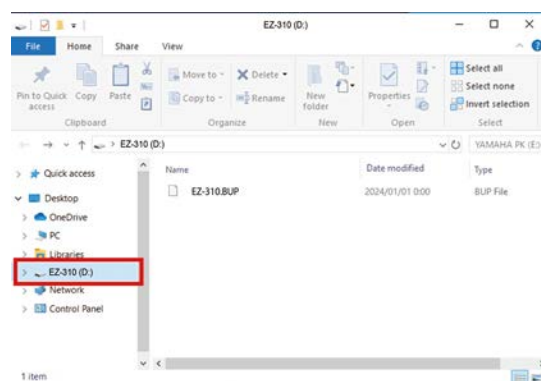 EZ-310 (D:)
File Home Share View
Pin to Quick access
Copy
Paste
Move to
Copy to
Delete
Rename
New folder
Properties
Select all
Select none
Invert selection
Clipboard Organize New Open Select
EZ-310 (D:)
YAMAHA PK (E:)
Name Date modified Type
EZ-310.BUP 2024/01/01 0:00 BUP File
Quick access
Desktop
OneDrive
PC
Libraries
EZ-310 (D:)
Network
Control Panel
1 item